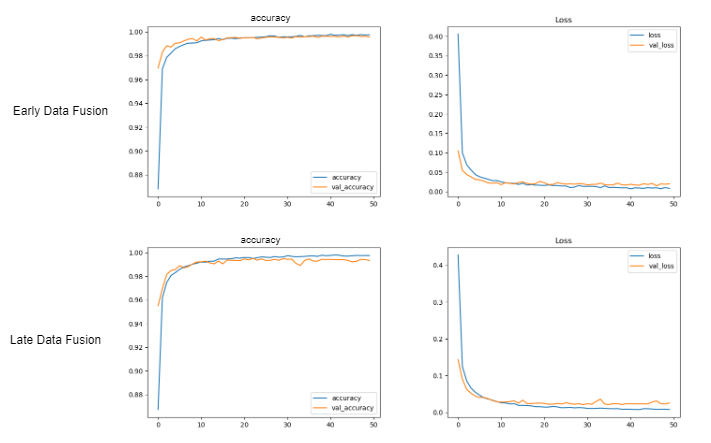 accuracy
Loss
Early Data Fusion
1.00
0.98
0.96
0.94
0.92
0.90
0.88
0 10 20 30 40 50
accuracy
val_accuracy
0.40
0.35
0.30
0.25
0.20
0.15
0.10
0.05
0.00
0 10 20 30 40 50
loss
val_loss
accuracy
Loss
Late Data Fusion
1.00
0.98
0.96
0.94
0.92
0.90
0.88
0 10 20 30 40 50
accuracy
val_accuracy
0.4
0.3
0.2
0.1
0.0
0 10 20 30 40 50
loss
val_loss